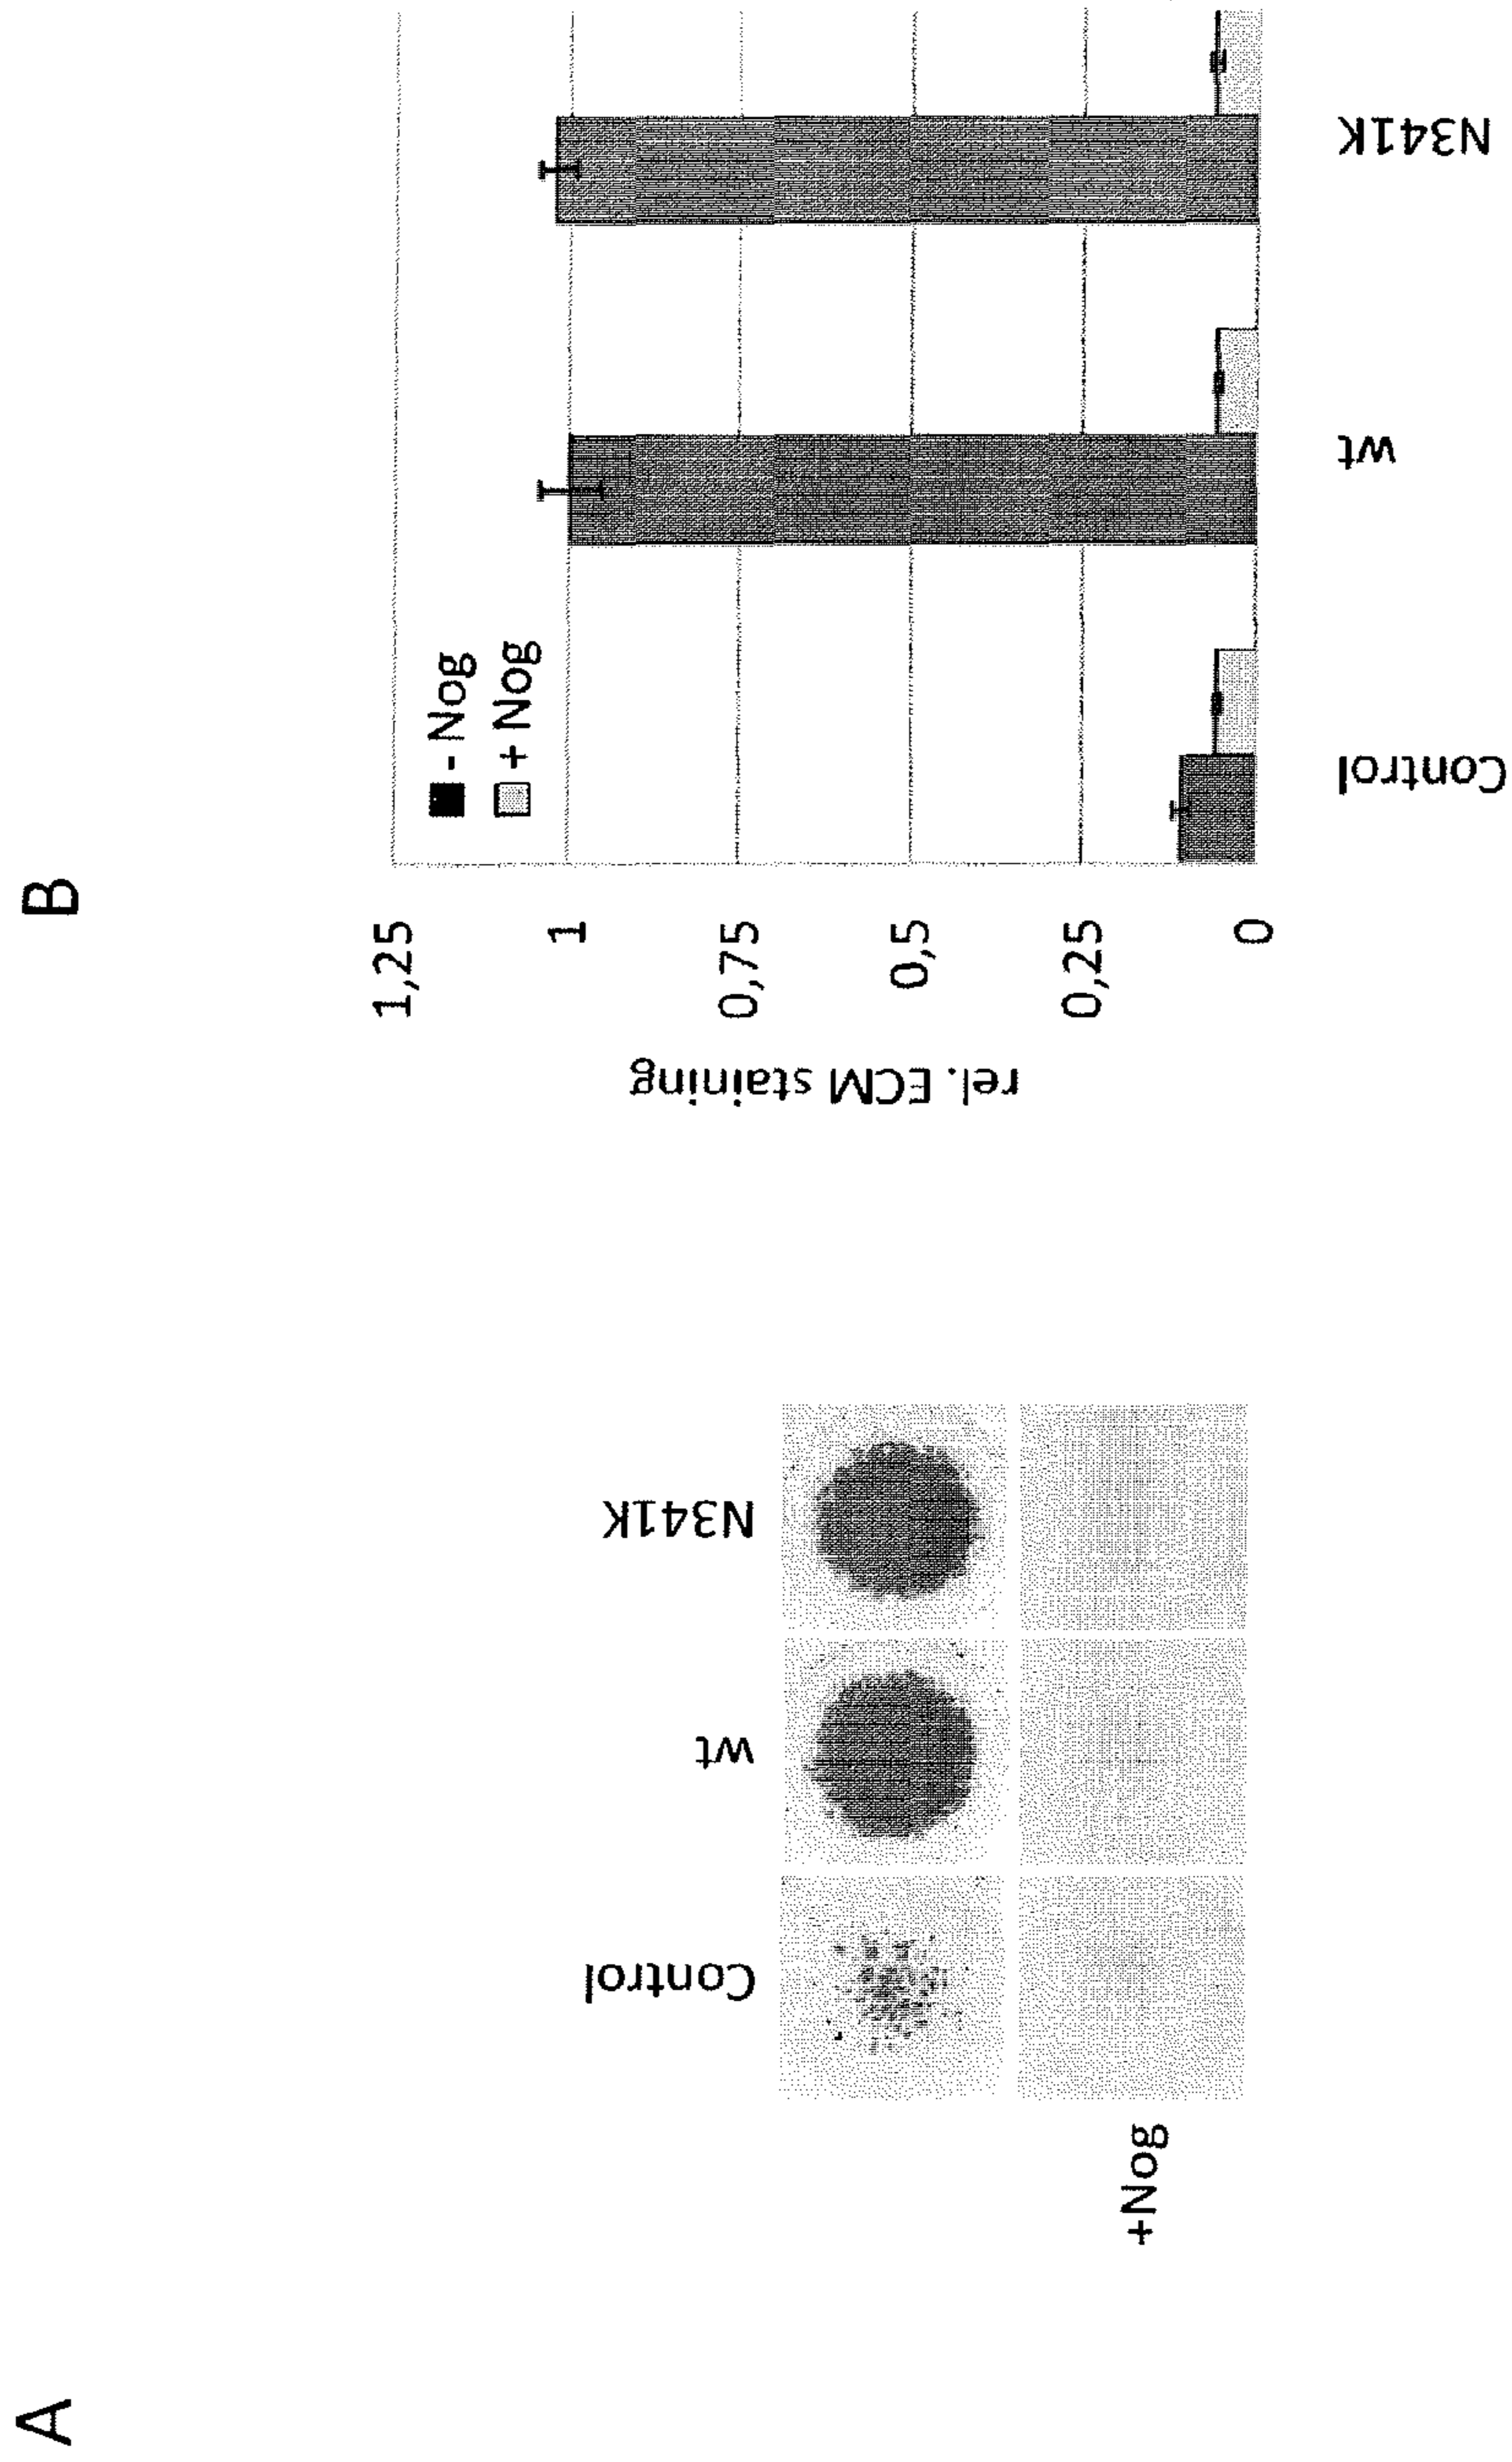 A
Control
wt
N341K
+Nog
B
rel. ECM staining
1,25
1
0,75
0,5
0,25
0
- Nog
+ Nog
Control
wt
N341K